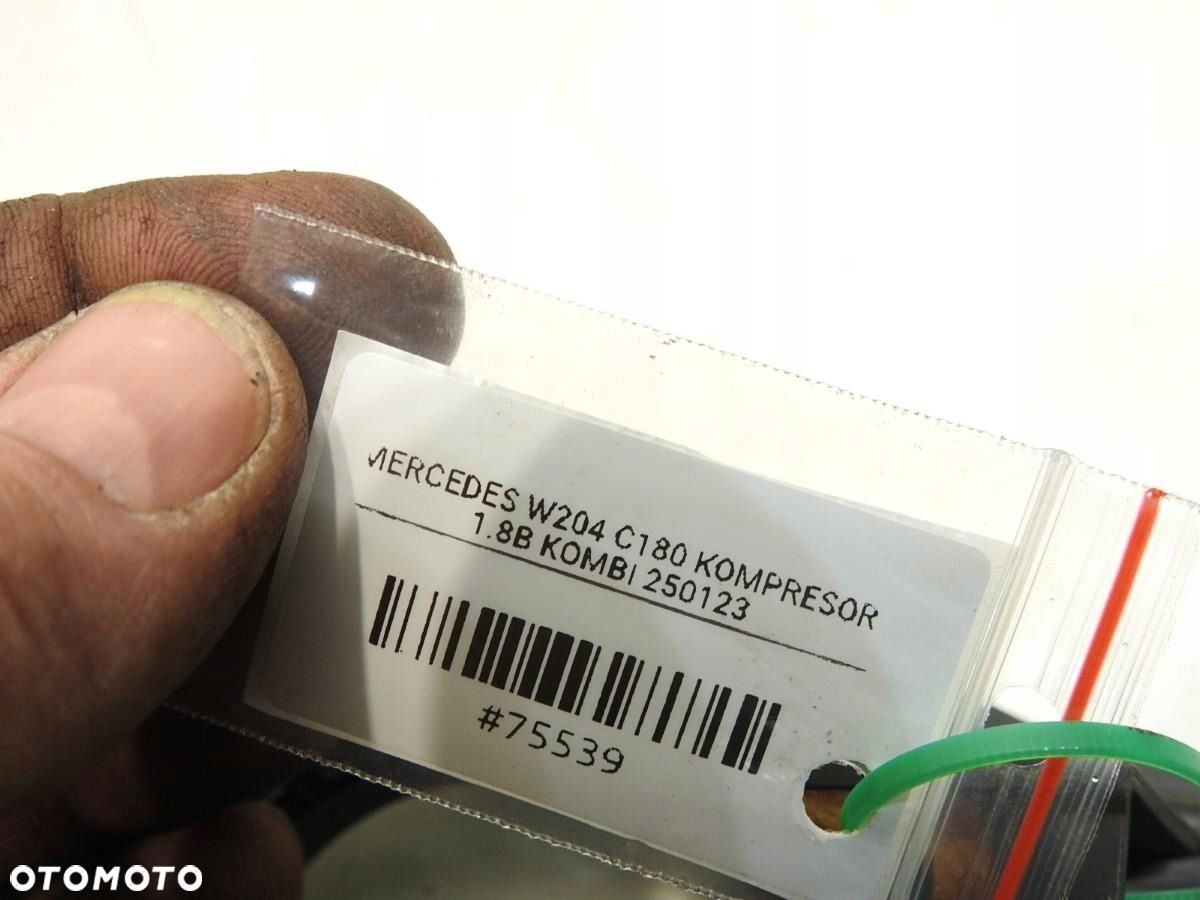 MERCEDES W204 C180 KOMPRESOR
1.8B KOMBI 250123
#75539
OTOMOTO